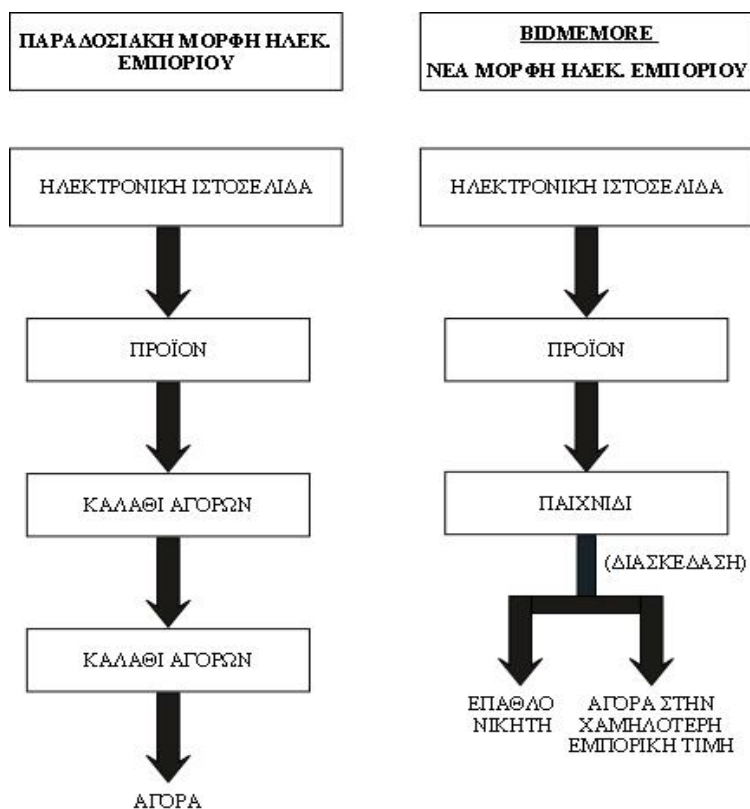 ΠΑΡΑΔΟΣΙΑΚΗ ΜΟΡΦΗ ΗΛΕΚ.
ΕΜΠΟΡΙΟΥ
ΗΛΕΚΤΡΟΝΙΚΗ ΙΣΤΟΣΕΛΙΔΑ
ΠΡΟΪΟΝ
ΚΑΛΑΘΙ ΑΓΟΡΩΝ
ΚΑΛΑΘΙ ΑΓΟΡΩΝ
ΑΓΟΡΑ
BIDMEMORE
ΝΕΑ ΜΟΡΦΗ ΗΛΕΚ. ΕΜΠΟΡΙΟΥ
ΗΛΕΚΤΡΟΝΙΚΗ ΙΣΤΟΣΕΛΙΔΑ
ΠΡΟΪΟΝ
ΠΑΙΧΝΙΔΙ
(ΔΙΑΣΚΕΔΑΣΗ)
ΕΠΑΘΛΟ
ΝΙΚΗΤΗ
ΑΓΟΡΑ ΣΤΗΝ
ΧΑΜΗΛΟΤΕΡΗ
ΕΜΠΟΡΙΚΗ ΤΙΜΗ